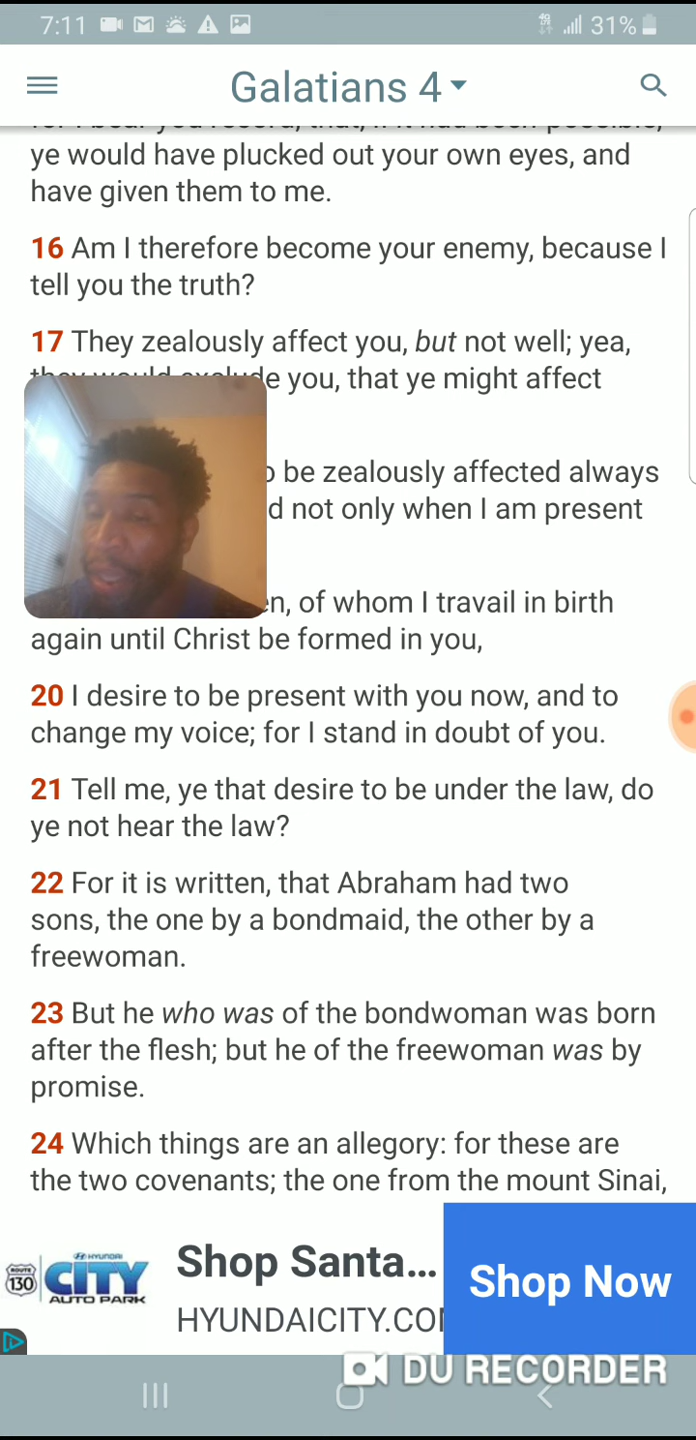 7:11
31%
Galatians 4
ye would have plucked out your own eyes, and
have given them to me.
16 Am I therefore become your enemy, because I
tell you the truth?
17 They zealously affect you, but not well; yea,
you, that ye might affect
be zealously affected always
not only when I am present
of whom I travail in birth
again until Christ be formed in you,
20 I desire to be present with you now, and to
change my voice; for I stand in doubt of you.
21 Tell me, ye that desire to be under the law, do
ye not hear the law?
22 For it is written, that Abraham had two
sons, the one by a bondmaid, the other by a
freewoman.
23 But he who was of the bondwoman was born
after the flesh; but he of the freewoman was by
promise.
24 Which things are an allegory: for these are
the two covenants; the one from the mount Sinai,
ROUTE 130
HYUNDAI
CITY
AUTO PARK
Shop Santa...
HYUNDAICITY.CO
Shop Now
DU RECORDER